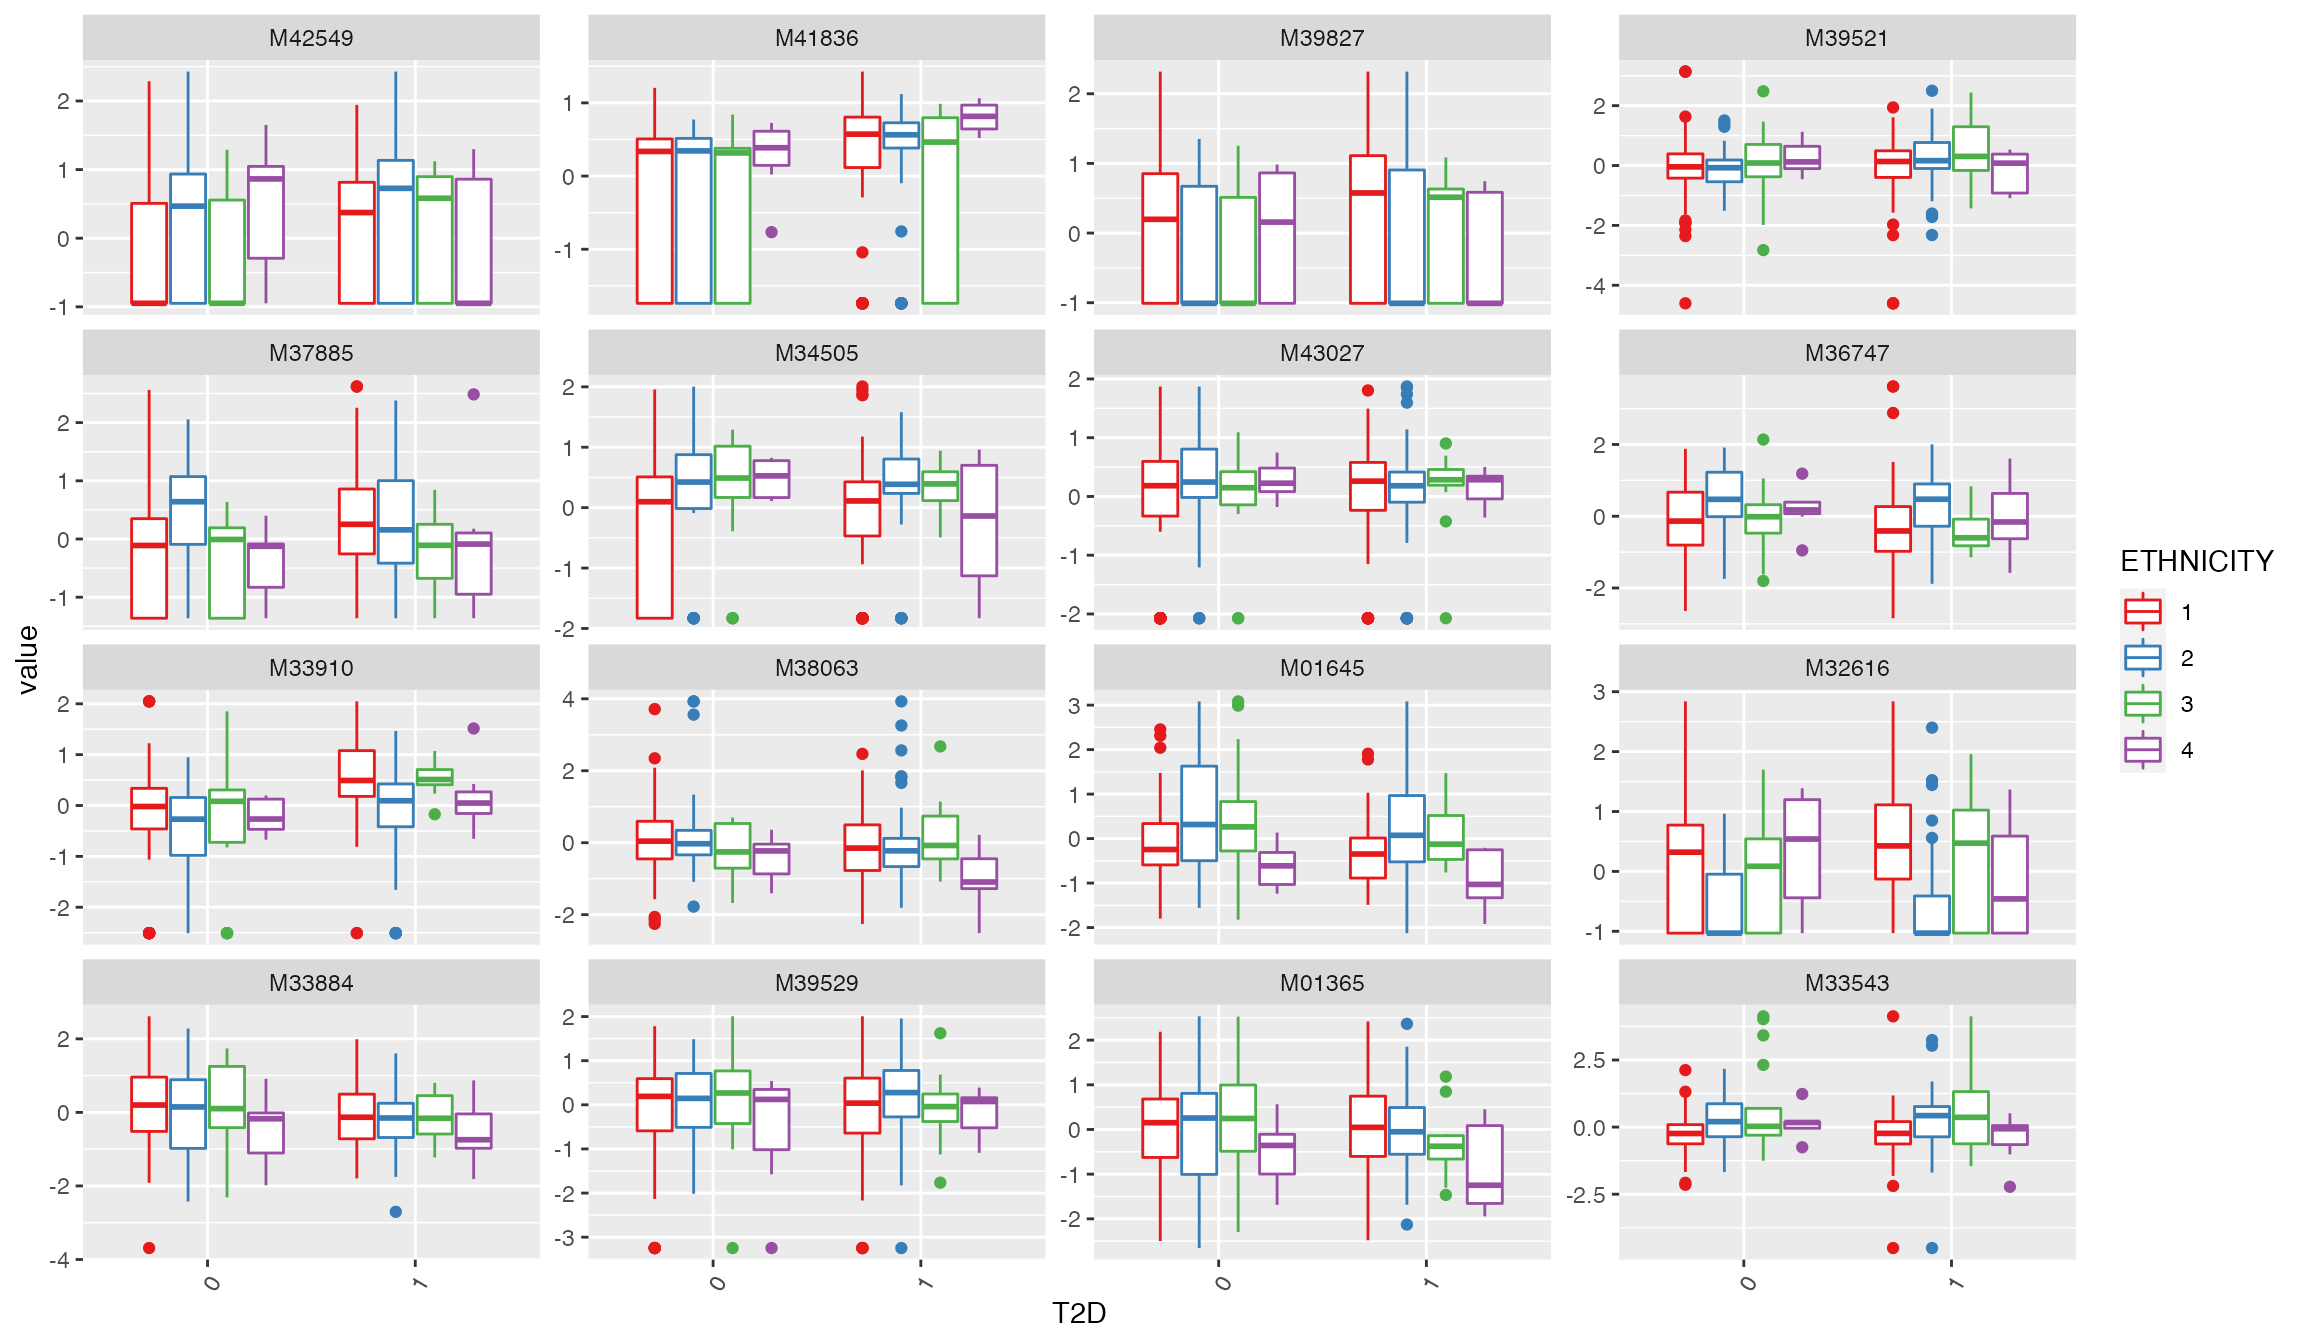 M42549 M41836 M39827 M39521
2 1 0 -1
1 0 -1
2 1 0 -1
2 0 -2 -4
M37885 M34505 M43027 M36747
2 1 0 -1
2 1 0 -1 -2
2 1 0 -1 -2
2 0 -2
M33910 M38063 M01645 M32616
2 1 0 -1 -2
4 2 0 -2
3 2 1 0 -1 -2
3 2 1 0 -1
M33884 M39529 M01365 M33543
2 0 -2 -4
2 1 0 -1 -2 -3
2 1 0 -1 -2
2.5 0.0 -2.5
0 1 0 1 0 1 0 1
T2D
value
ETHNICITY
1
2
3
4